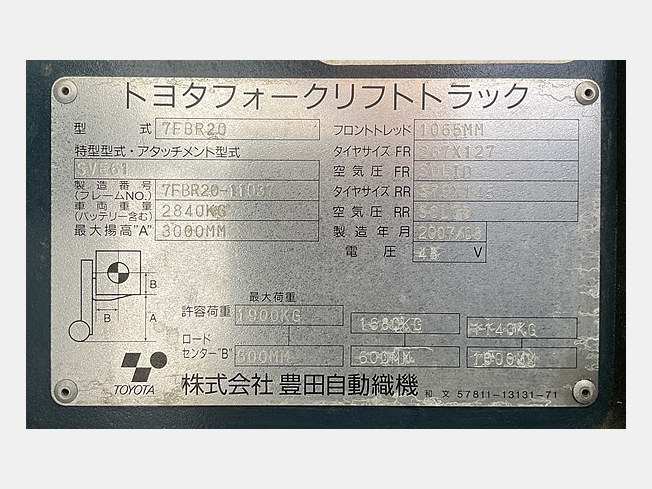 トヨタフォークリフトトラック
型 式 7FBR20
特型型式・アタッチメント型式
SVE61
製造番号
(フレームNO.) 7FBR20-1103
車両重量
(バッテリー含む) 2840KG
最大揚高"A" 3000MM
フロントトレッド 1065MM
タイヤサイズ FR 267X127
空気圧 FR SOLID
タイヤサイズ RR
空気圧 RR
製造年月
電圧 V
B
B
A
最大荷重
許容荷重 1900KG 1680KG 1140KG
ロード
センター"B" 600MM 600MM
TOYOTA
株式会社 豊田自動織機
和文 57811-13131-71